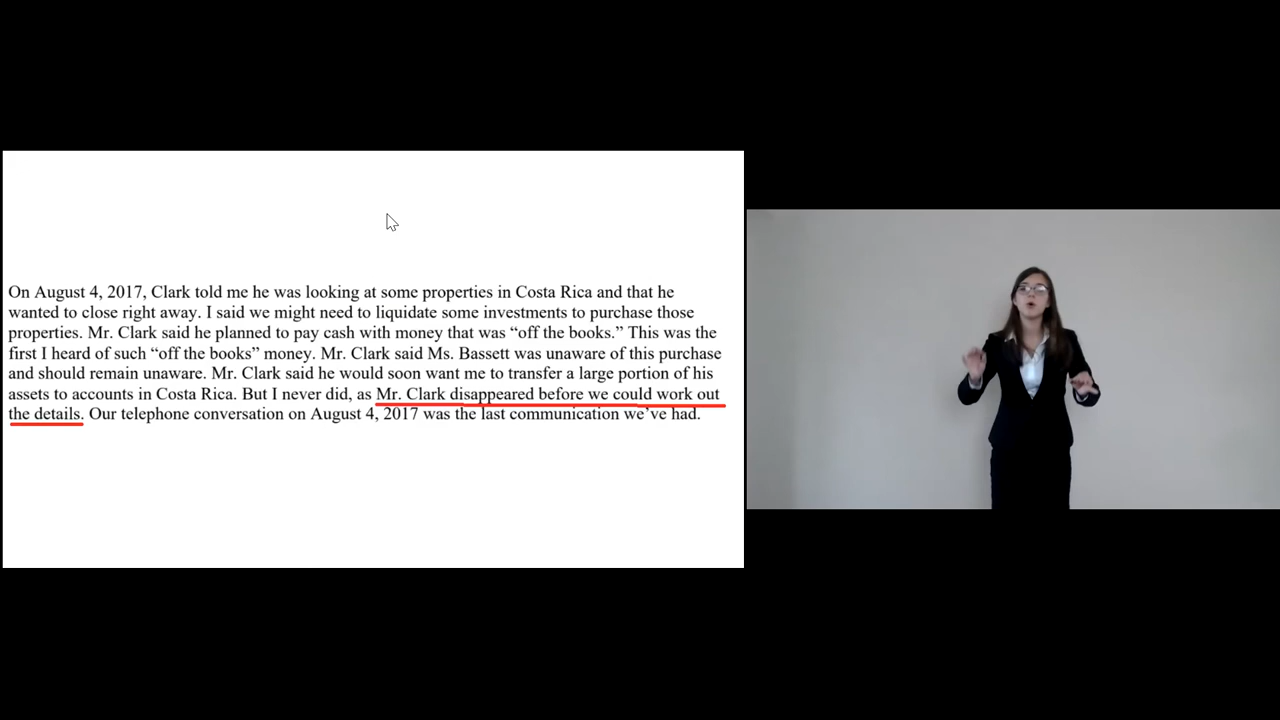 On August 4, 2017, Clark told me he was looking at some properties in Costa Rica and that he
wanted to close right away. I said we might need to liquidate some investments to purchase those
properties. Mr. Clark said he planned to pay cash with money that was “off the books.” This was the
first I heard of such “off the books” money. Mr. Clark said Ms. Bassett was unaware of this purchase
and should remain unaware. Mr. Clark said he would soon want me to transfer a large portion of his
assets to accounts in Costa Rica. But I never did, as Mr. Clark disappeared before we could work out
the details. Our telephone conversation on August 4, 2017 was the last communication we’ve had.